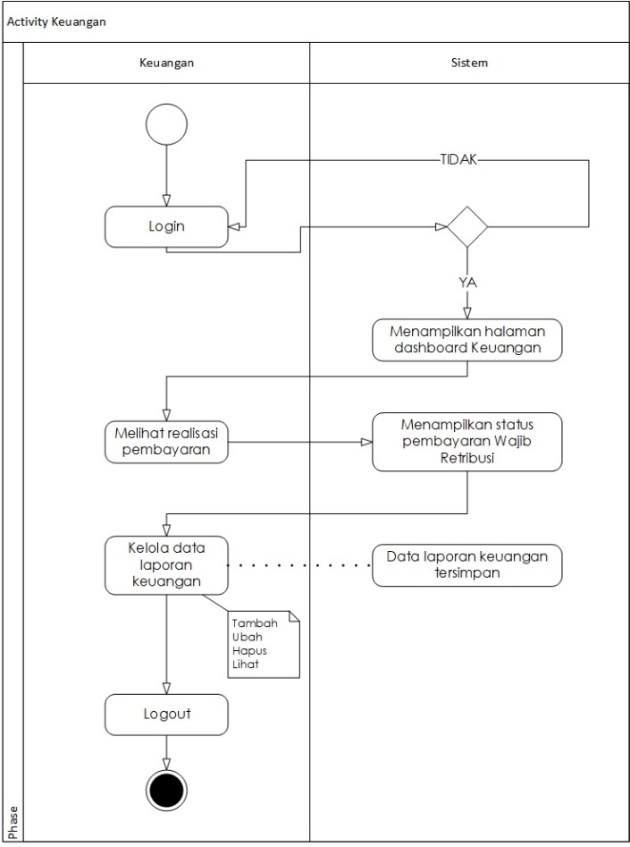 Activity Keuangan
Keuangan
Sistem
TIDAK
Login
YA
Menampilkan halaman
dashboard Keuangan
Melihat realisasi
pembayaran
Menampilkan status
pembayaran Wajib
Retribusi
Kelola data
laporan
keuangan
Data laporan keuangan
tersimpan
Tambah
Ubah
Hapus
Lihat
Logout
Phase